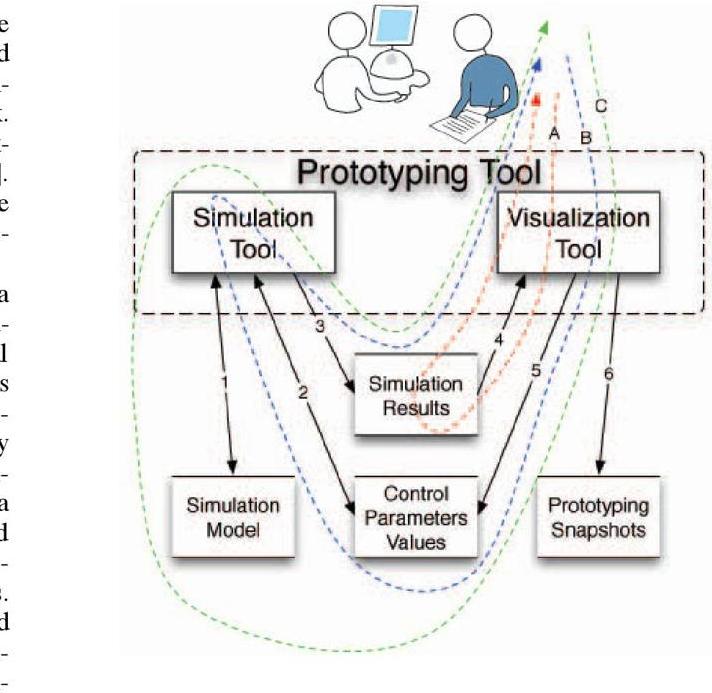 e
d
-
.
-
].
e
-
a
-
l
s
-
y
-
a
d
-
.
d
-
-
C
A
B
Prototyping Tool
Simulation
Tool
Visualization
Tool
3
4
1
2
5
6
Simulation
Results
Simulation
Model
Control
Parameters
Values
Prototyping
Snapshots